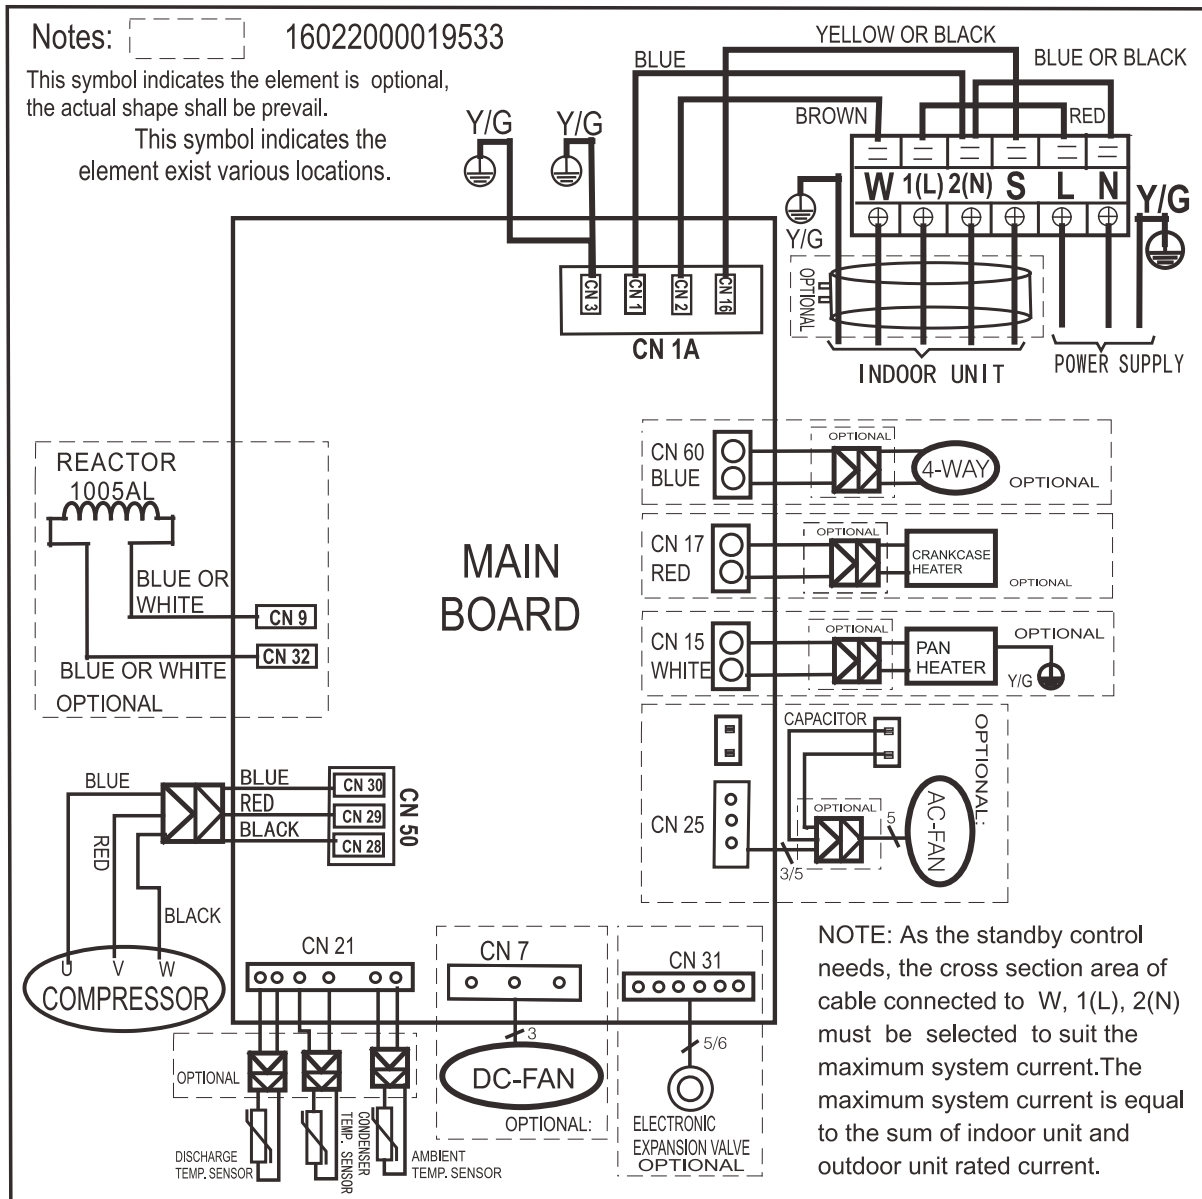 Notes: 16022000019533
This symbol indicates the element is optional,
the actual shape shall be prevail.
This symbol indicates the
element exist various locations.
Y/G
Y/G
BLUE
YELLOW OR BLACK
BLUE OR BLACK
BROWN
RED
W 1(L) 2(N) S L N
Y/G
Y/G
OPTIONAL
INDOOR UNIT
POWER SUPPLY
CN 3
CN 1
CN 2
CN 16
CN 1A
MAIN
BOARD
REACTOR
1005AL
BLUE OR
WHITE
CN 9
CN 32
BLUE OR WHITE
OPTIONAL
CN 60
BLUE
OPTIONAL
4-WAY
OPTIONAL
CN 17
RED
OPTIONAL
CRANKCASE
HEATER
OPTIONAL
CN 15
WHITE
OPTIONAL
PAN
HEATER
OPTIONAL
Y/G
CAPACITOR
OPTIONAL:
CN 25
OPTIONAL
3/5
5
AC-FAN
BLUE
RED
BLACK
BLUE
RED
BLACK
CN 30
CN 29
CN 28
CN 50
U V W
COMPRESSOR
CN 21
OPTIONAL
DISCHARGE
TEMP. SENSOR
CONDENSER
TEMP. SENSOR
AMBIENT
TEMP. SENSOR
CN 7
3
DC-FAN
OPTIONAL:
CN 31
5/6
ELECTRONIC
EXPANSION VALVE
OPTIONAL
NOTE: As the standby control
needs, the cross section area of
cable connected to W, 1(L), 2(N)
must be selected to suit the
maximum system current.The
maximum system current is equal
to the sum of indoor unit and
outdoor unit rated current.